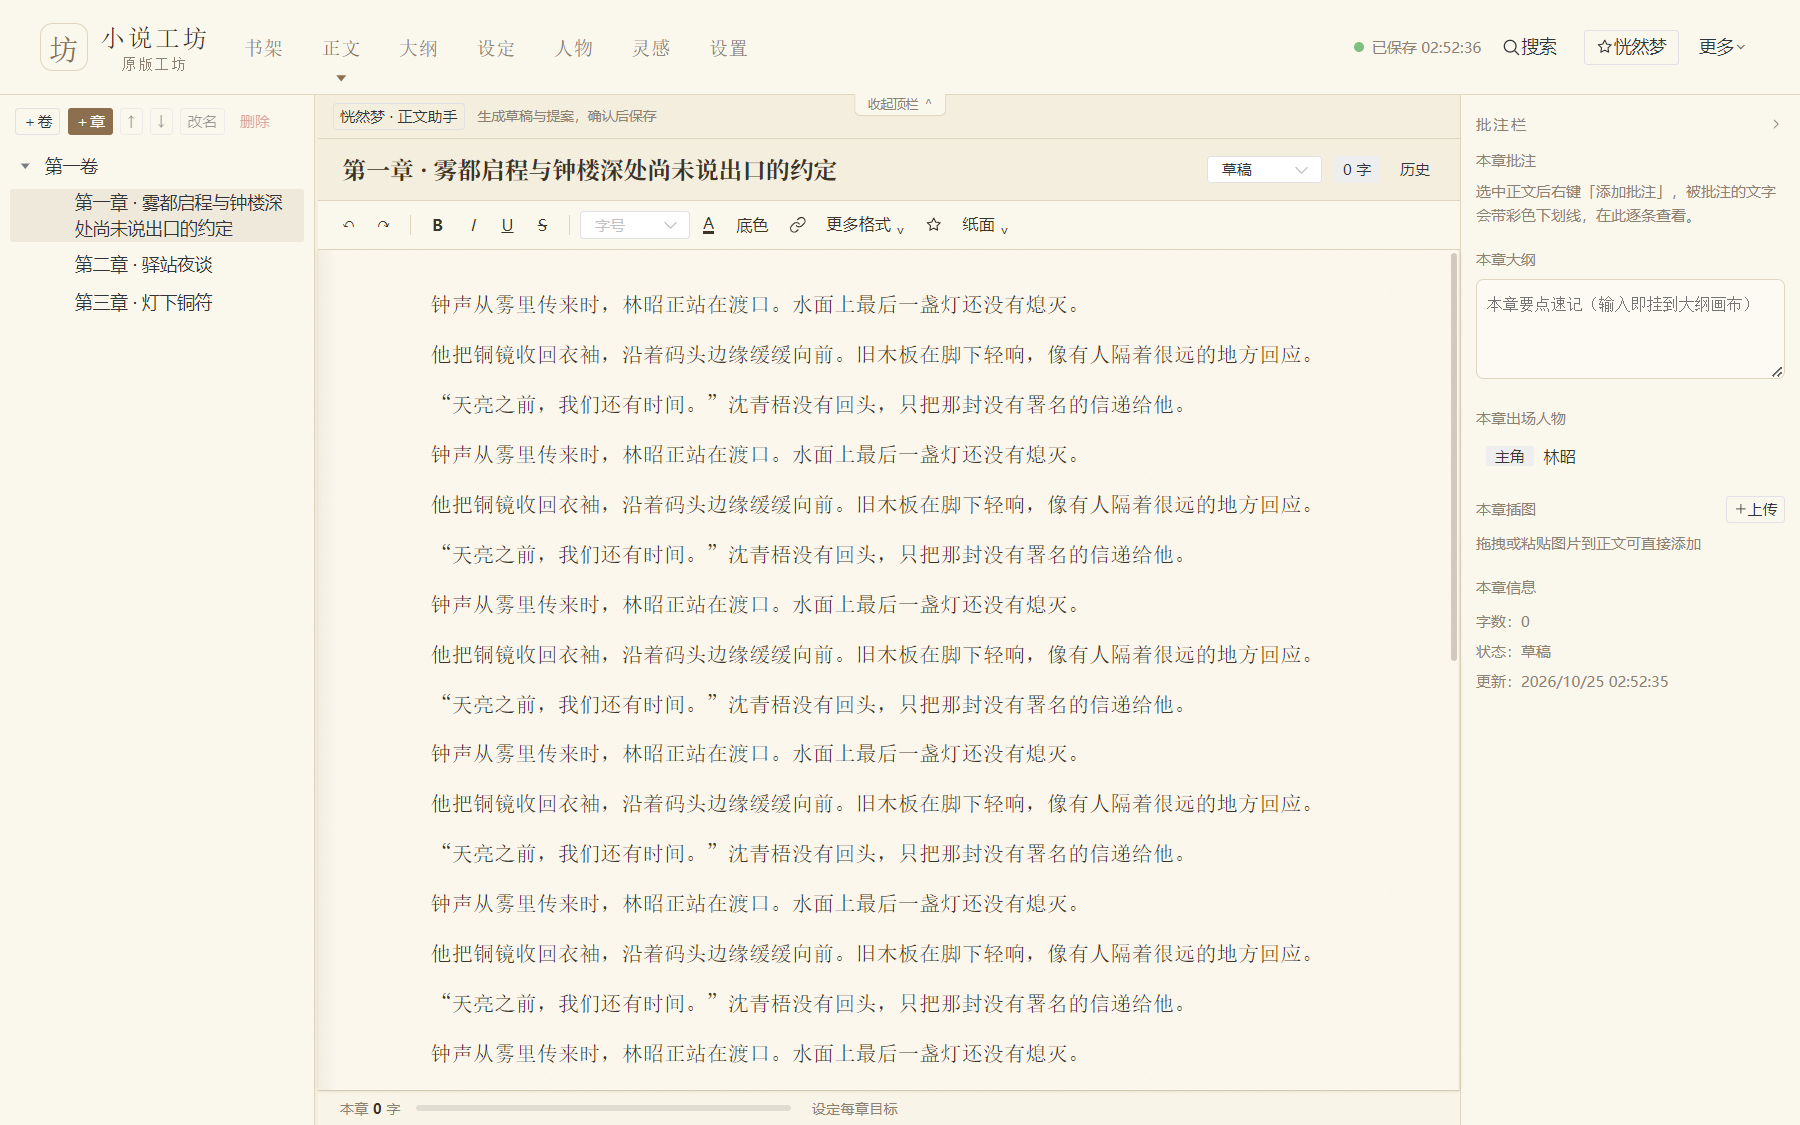 坊
小说工坊
原版工坊
书架 正文 大纲 设定 人物 灵感 设置
已保存 02:52:36 搜索 恍然梦 更多
+卷 +章 ↑ ↓ 改名 删除
第一卷
第一章 · 雾都启程与钟楼深
处尚未说出口的约定
第二章 · 驿站夜谈
第三章 · 灯下铜符
恍然梦 · 正文助手 生成草稿与提案，确认后保存
收起顶栏 ^
第一章 · 雾都启程与钟楼深处尚未说出口的约定
草稿 0 字 历史
B I U S 字号 A 底色 更多格式 纸面
钟声从雾里传来时，林昭正站在渡口。水面上最后一盏灯还没有熄灭。
他把铜镜收回衣袖，沿着码头边缘缓缓向前。旧木板在脚下轻响，像有人隔着很远的地方回应。
“天亮之前，我们还有时间。”沈青梧没有回头，只把那封没有署名的信递给他。
钟声从雾里传来时，林昭正站在渡口。水面上最后一盏灯还没有熄灭。
他把铜镜收回衣袖，沿着码头边缘缓缓向前。旧木板在脚下轻响，像有人隔着很远的地方回应。
“天亮之前，我们还有时间。”沈青梧没有回头，只把那封没有署名的信递给他。
钟声从雾里传来时，林昭正站在渡口。水面上最后一盏灯还没有熄灭。
他把铜镜收回衣袖，沿着码头边缘缓缓向前。旧木板在脚下轻响，像有人隔着很远的地方回应。
“天亮之前，我们还有时间。”沈青梧没有回头，只把那封没有署名的信递给他。
钟声从雾里传来时，林昭正站在渡口。水面上最后一盏灯还没有熄灭。
他把铜镜收回衣袖，沿着码头边缘缓缓向前。旧木板在脚下轻响，像有人隔着很远的地方回应。
“天亮之前，我们还有时间。”沈青梧没有回头，只把那封没有署名的信递给他。
钟声从雾里传来时，林昭正站在渡口。水面上最后一盏灯还没有熄灭。
他把铜镜收回衣袖，沿着码头边缘缓缓向前。旧木板在脚下轻响，像有人隔着很远的地方回应。
“天亮之前，我们还有时间。”沈青梧没有回头，只把那封没有署名的信递给他。
钟声从雾里传来时，林昭正站在渡口。水面上最后一盏灯还没有熄灭。
本章 0 字 设定每章目标
批注栏
本章批注
选中正文后右键「添加批注」，被批注的文字
会带彩色下划线，在此逐条查看。
本章大纲
本章要点速记（输入即挂到大纲画布）
本章出场人物
主角 林昭
本章插图 +上传
拖拽或粘贴图片到正文可直接添加
本章信息
字数：0
状态：草稿
更新：2026/10/25 02:52:35